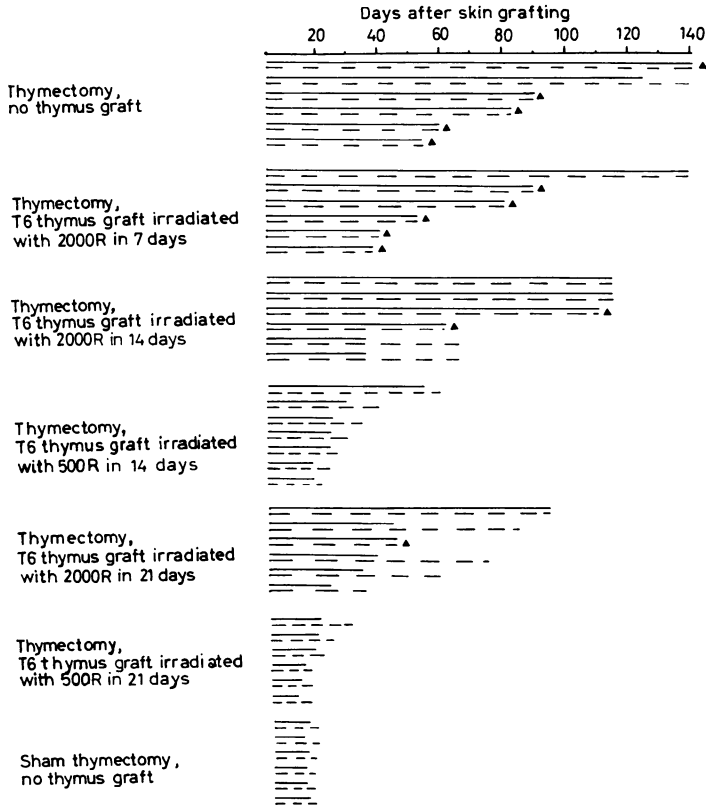 Days after skin grafting
20 40 60 80 100 120 140
Thymectomy,
no thymus graft
Thymectomy,
T6 thymus graft irradiated
with 2000R in 7 days
Thymectomy,
T6 thymus graft irradiated
with 2000R in 14 days
Thymectomy,
T6 thymus graft irradiated
with 500R in 14 days
Thymectomy,
T6 thymus graft irradiated
with 2000R in 21 days
Thymectomy,
T6 thymus graft irradiated
with 500R in 21 days
Sham thymectomy,
no thymus graft